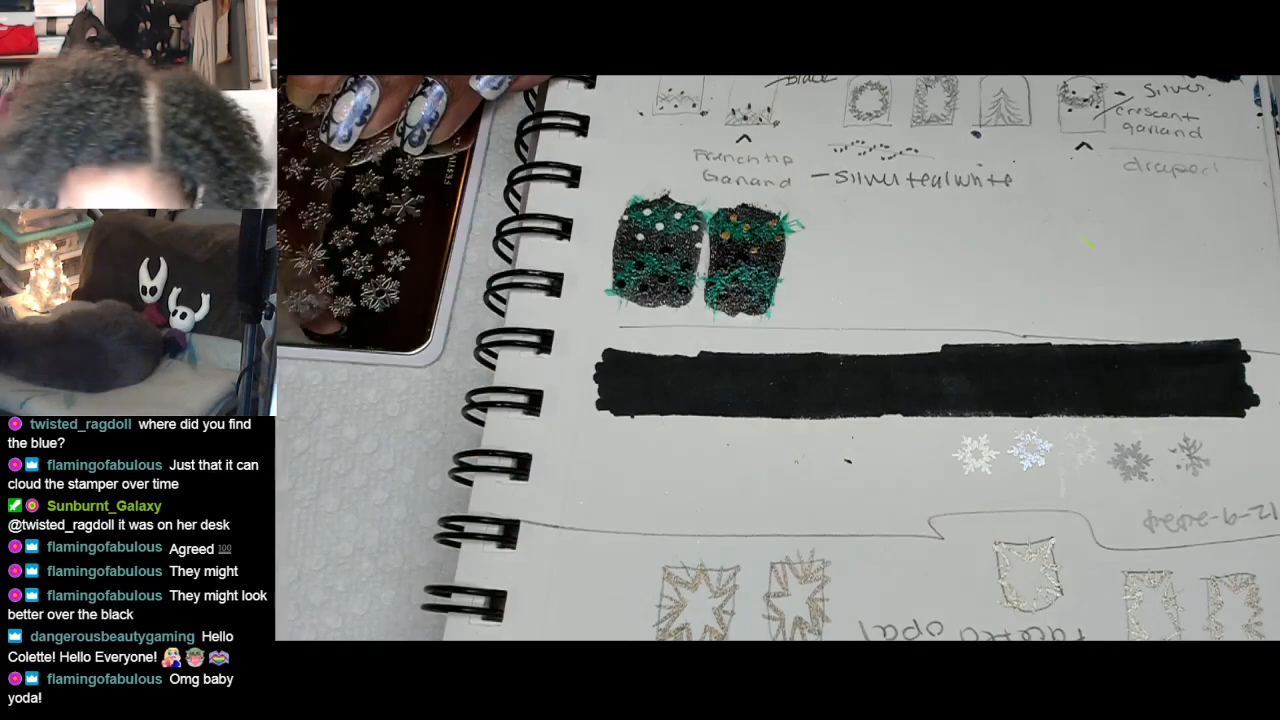 twisted_ragdoll where did you find
the blue?
flamingofabulous Just that it can
cloud the stamper over time
Sunburnt_Galaxy
@twisted_ragdoll it was on her desk
flamingofabulous Agreed 100
flamingofabulous They might
flamingofabulous They might look
better over the black
dangerousbeautygaming Hello
Colette! Hello Everyone!
flamingofabulous Omg baby
yoda!
Black
French tip
Garland
- Silver teal white
Silver
crescent
garland
draped
faceted opal